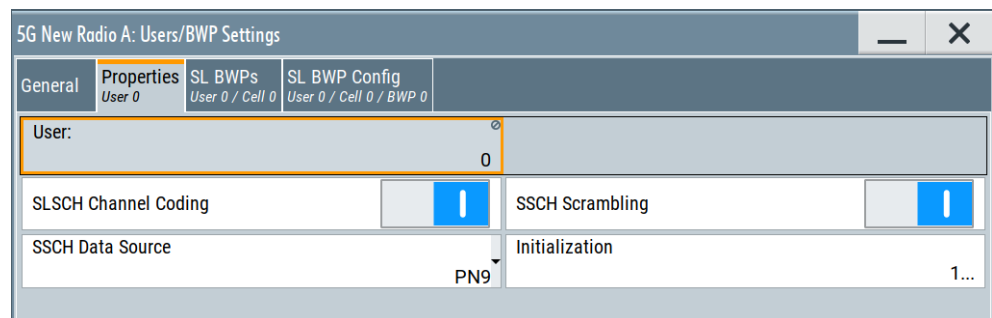 5G New Radio A: Users/BWP Settings
General
Properties
User 0
SL BWPs
User 0 / Cell 0
SL BWP Config
User 0 / Cell 0 / BWP 0
User:
0
SLSCH Channel Coding
SSCH Scrambling
SSCH Data Source
PN9
Initialization
1...